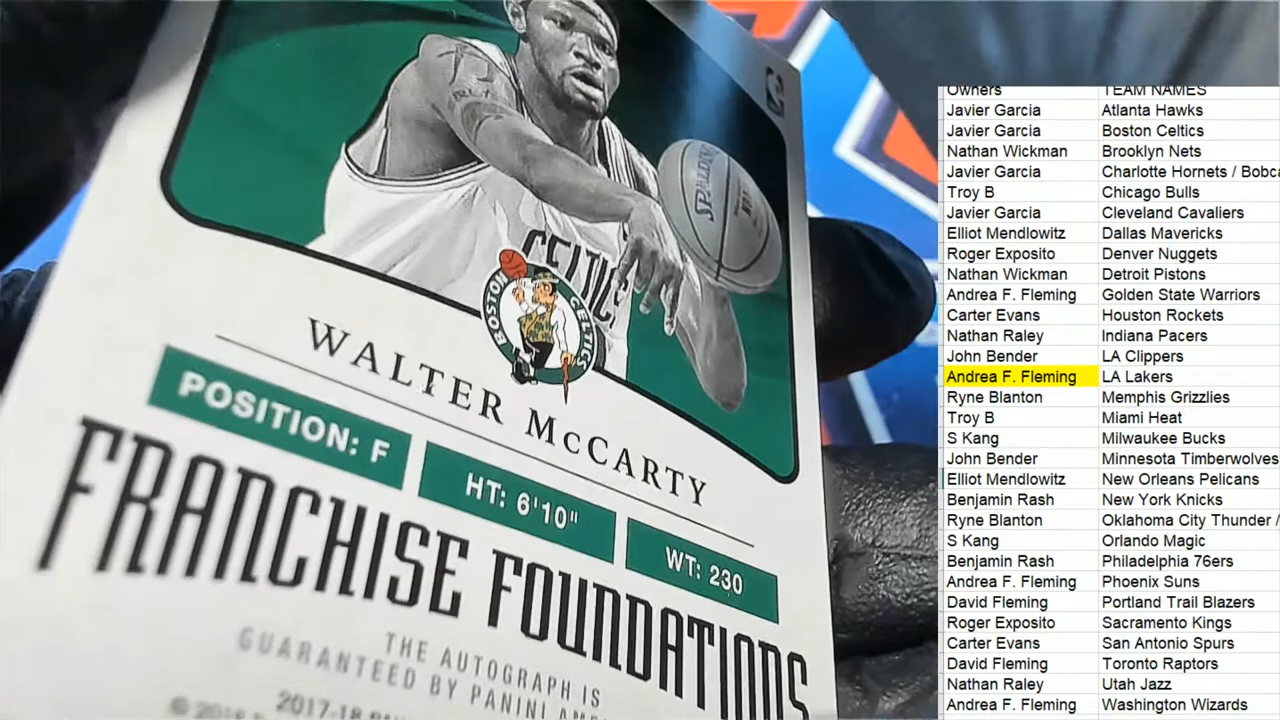 SPALDING
CELTICS
BOSTON CELTICS
WALTER McCARTY
POSITION: F
HT: 6'10"
WT: 230
FRANCHISE FOUNDATIONS
THE AUTOGRAPH IS
GUARANTEED BY PANINI
2017-18
Owners TEAM NAMES
Javier Garcia Atlanta Hawks
Javier Garcia Boston Celtics
Nathan Wickman Brooklyn Nets
Javier Garcia Charlotte Hornets / Bobca
Troy B Chicago Bulls
Javier Garcia Cleveland Cavaliers
Elliot Mendlowitz Dallas Mavericks
Roger Exposito Denver Nuggets
Nathan Wickman Detroit Pistons
Andrea F. Fleming Golden State Warriors
Carter Evans Houston Rockets
Nathan Raley Indiana Pacers
John Bender LA Clippers
Andrea F. Fleming LA Lakers
Ryne Blanton Memphis Grizzlies
Troy B Miami Heat
S Kang Milwaukee Bucks
John Bender Minnesota Timberwolves
Elliot Mendlowitz New Orleans Pelicans
Benjamin Rash New York Knicks
Ryne Blanton Oklahoma City Thunder /
S Kang Orlando Magic
Benjamin Rash Philadelphia 76ers
Andrea F. Fleming Phoenix Suns
David Fleming Portland Trail Blazers
Roger Exposito Sacramento Kings
Carter Evans San Antonio Spurs
David Fleming Toronto Raptors
Nathan Raley Utah Jazz
Andrea F. Fleming Washington Wizards